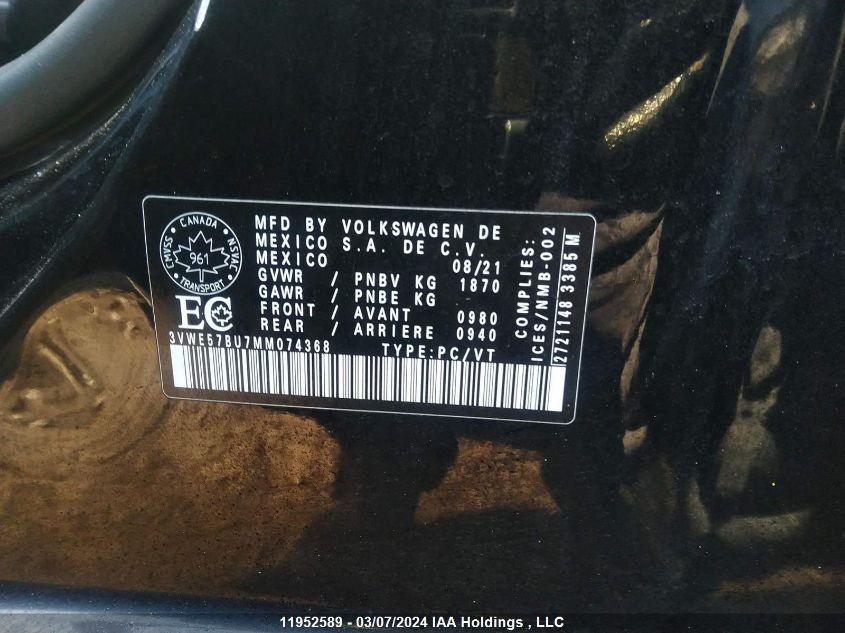 CANADA
CMVSS NSVAC
961
TRANSPORT
MFD BY VOLKSWAGEN DE
MEXICO S.A. DE C.V.
MEXICO 08/21
GVWR / PNBV KG 1870
GAWR / PNBE KG
FRONT / AVANT 0980
REAR / ARRIERE 0940
3VWE57BU7MM074368 TYPE:PC/VT
COMPLIES:
ICES/NMB-002
2721148 3385 M
11952589 - 03/07/2024 IAA Holdings , LLC